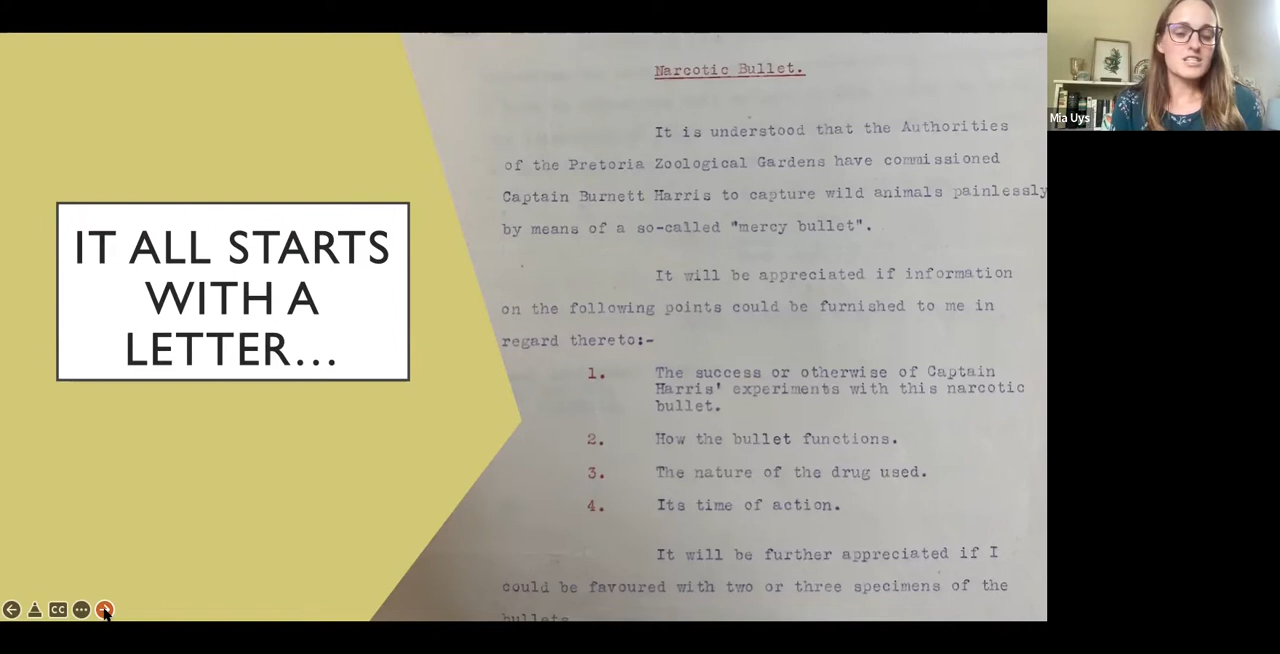 IT ALL STARTS
WITH A
LETTER...
Narcotic Bullet.
It is understood that the Authorities
of the Pretoria Zoological Gardens have commissioned
Captain Burnett Harris to capture wild animals painlessly
by means of a so-called "mercy bullet".
It will be appreciated if information
on the following points could be furnished to me in
regard thereto:-
1. The success or otherwise of Captain
Harris' experiments with this narcotic
bullet.
2. How the bullet functions.
3. The nature of the drug used.
4. Its time of action.
It will be further appreciated if I
could be favoured with two or three specimens of the
bullets
Mia Uys
CC